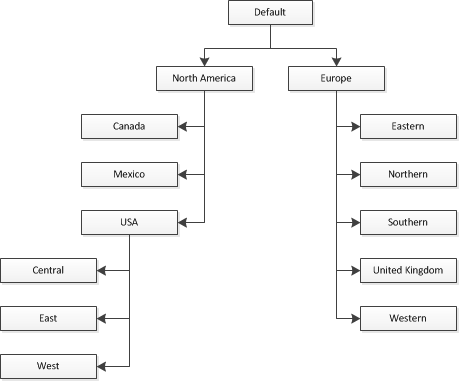 Default
North America
Europe
Canada
Eastern
Mexico
Northern
USA
Southern
Central
United Kingdom
East
Western
West